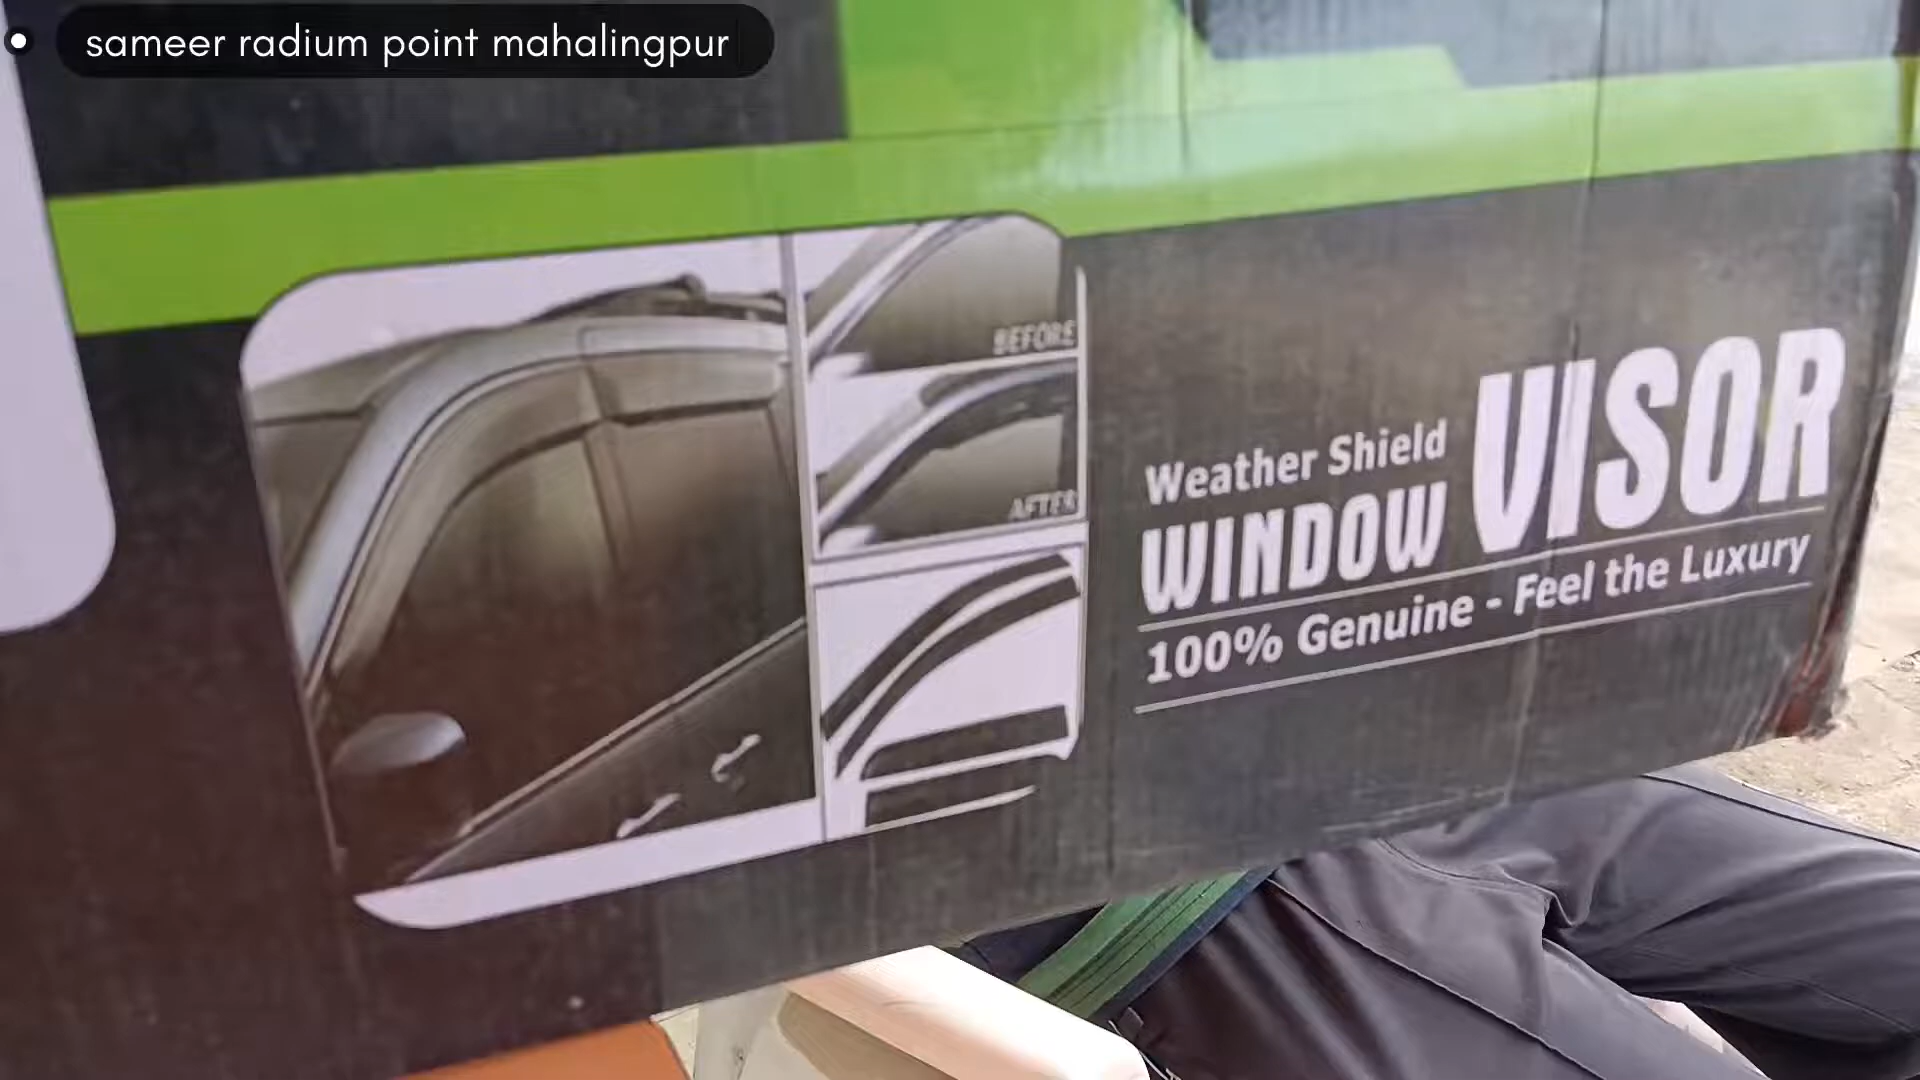 sameer radium point mahalingpur
BEFORE
AFTER
Weather Shield
WINDOW VISOR
100% Genuine - Feel the Luxury